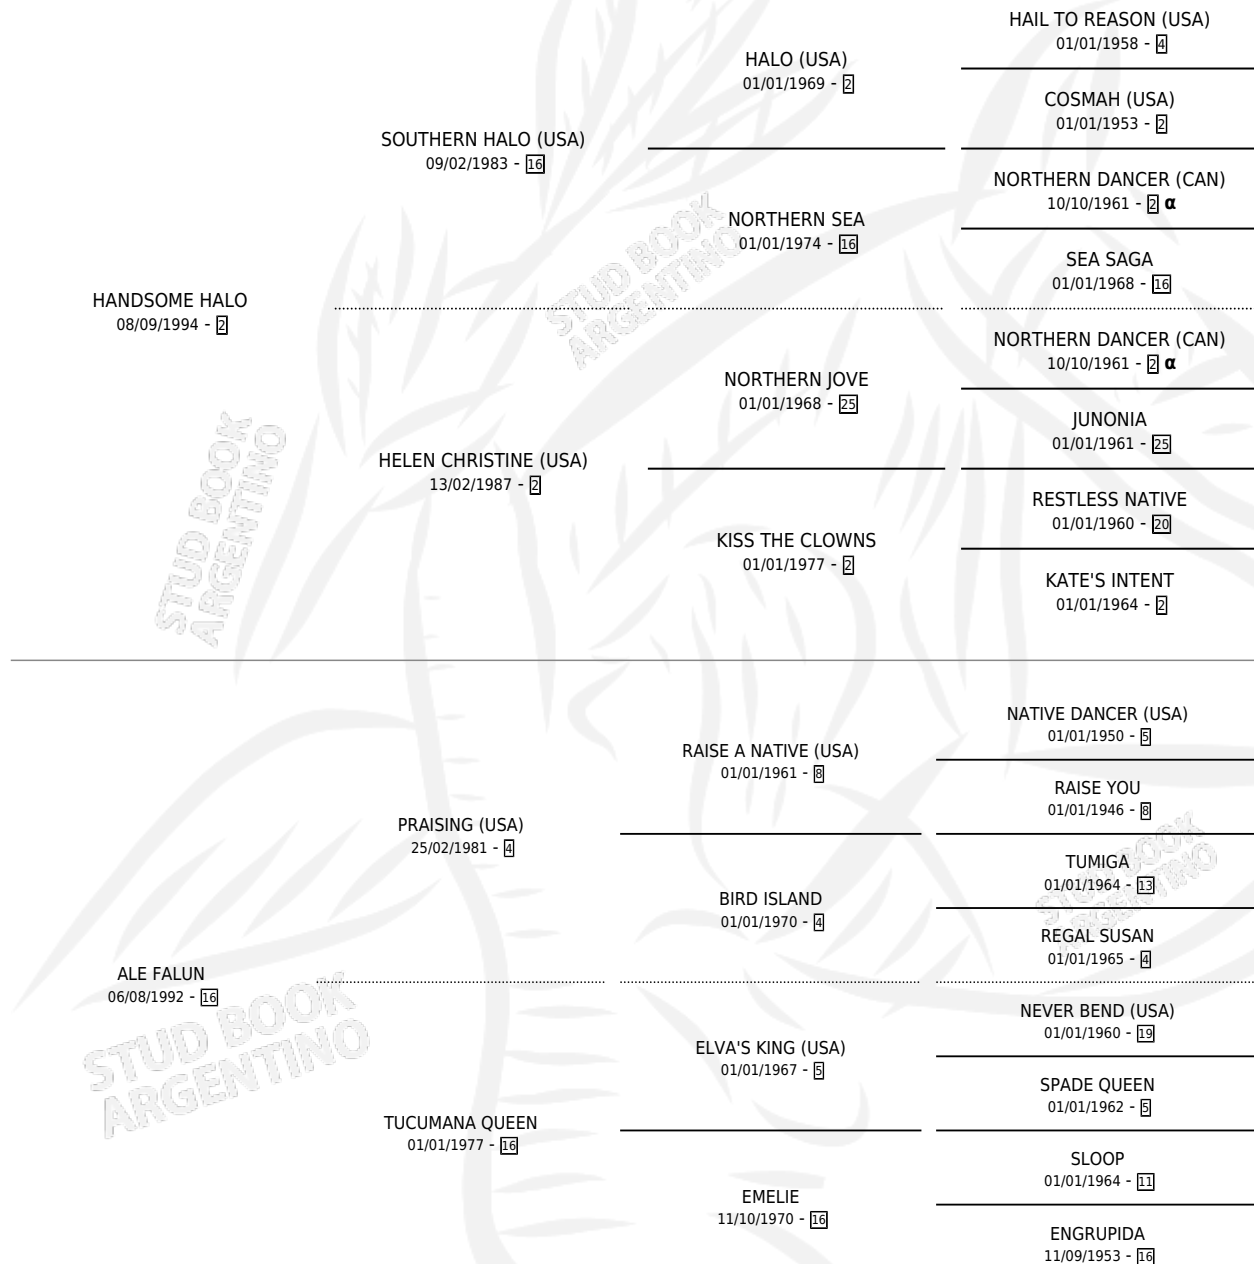 HAIL TO REASON (USA)
01/01/1958 - 4
HALO (USA)
01/01/1969 - 2
COSMAH (USA)
01/01/1953 - 2
SOUTHERN HALO (USA)
09/02/1983 - 16
NORTHERN DANCER (CAN)
10/10/1961 - 2 α
NORTHERN SEA
01/01/1974 - 16
SEA SAGA
01/01/1968 - 16
HANDSOME HALO
08/09/1994 - 2
NORTHERN DANCER (CAN)
10/10/1961 - 2 α
NORTHERN JOVE
01/01/1968 - 25
JUNONIA
01/01/1961 - 25
HELEN CHRISTINE (USA)
13/02/1987 - 2
RESTLESS NATIVE
01/01/1960 - 20
KISS THE CLOWNS
01/01/1977 - 2
KATE'S INTENT
01/01/1964 - 2
NATIVE DANCER (USA)
01/01/1950 - 5
RAISE A NATIVE (USA)
01/01/1961 - 8
RAISE YOU
01/01/1946 - 8
PRAISING (USA)
25/02/1981 - 4
TUMIGA
01/01/1964 - 13
BIRD ISLAND
01/01/1970 - 4
REGAL SUSAN
01/01/1965 - 4
ALE FALUN
06/08/1992 - 16
NEVER BEND (USA)
01/01/1960 - 19
ELVA'S KING (USA)
01/01/1967 - 5
SPADE QUEEN
01/01/1962 - 5
TUCUMANA QUEEN
01/01/1977 - 16
SLOOP
01/01/1964 - 11
EMELIE
11/10/1970 - 16
ENGRUPIDA
11/09/1953 - 16
STUD BOOK
ARGENTINO
STUD BOOK
ARGENTINO
STUD BOOK
ARGENTINO
STUD BOOK
ARGENTINO